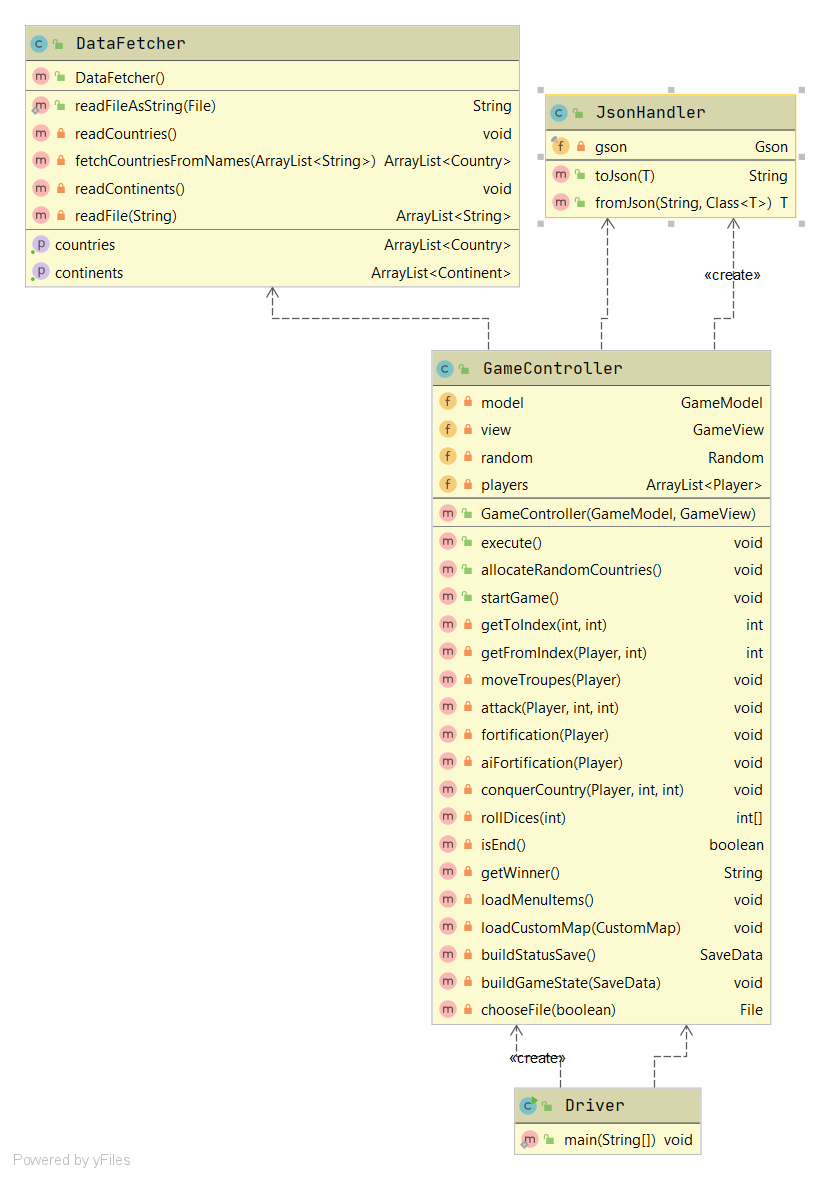 DataFetcher
DataFetcher()
readFileAsString(File) String
readCountries() void
fetchCountriesFromNames(ArrayList<String>) ArrayList<Country>
readContinents() void
readFile(String) ArrayList<String>
countries ArrayList<Country>
continents ArrayList<Continent>
JsonHandler
gson Gson
toJson(T) String
fromJson(String, Class<T>) T
«create»
GameController
model GameModel
view GameView
random Random
players ArrayList<Player>
GameController(GameModel, GameView)
execute() void
allocateRandomCountries() void
startGame() void
getToIndex(int, int) int
getFromIndex(Player, int) int
moveTroupes(Player) void
attack(Player, int, int) void
fortification(Player) void
aiFortification(Player) void
conquerCountry(Player, int, int) void
rollDices(int) int[]
isEnd() boolean
getWinner() String
loadMenuItems() void
loadCustomMap(CustomMap) void
buildStatusSave() SaveData
buildGameState(SaveData) void
chooseFile(boolean) File
«create»
Driver
main(String[]) void
Powered by yFiles